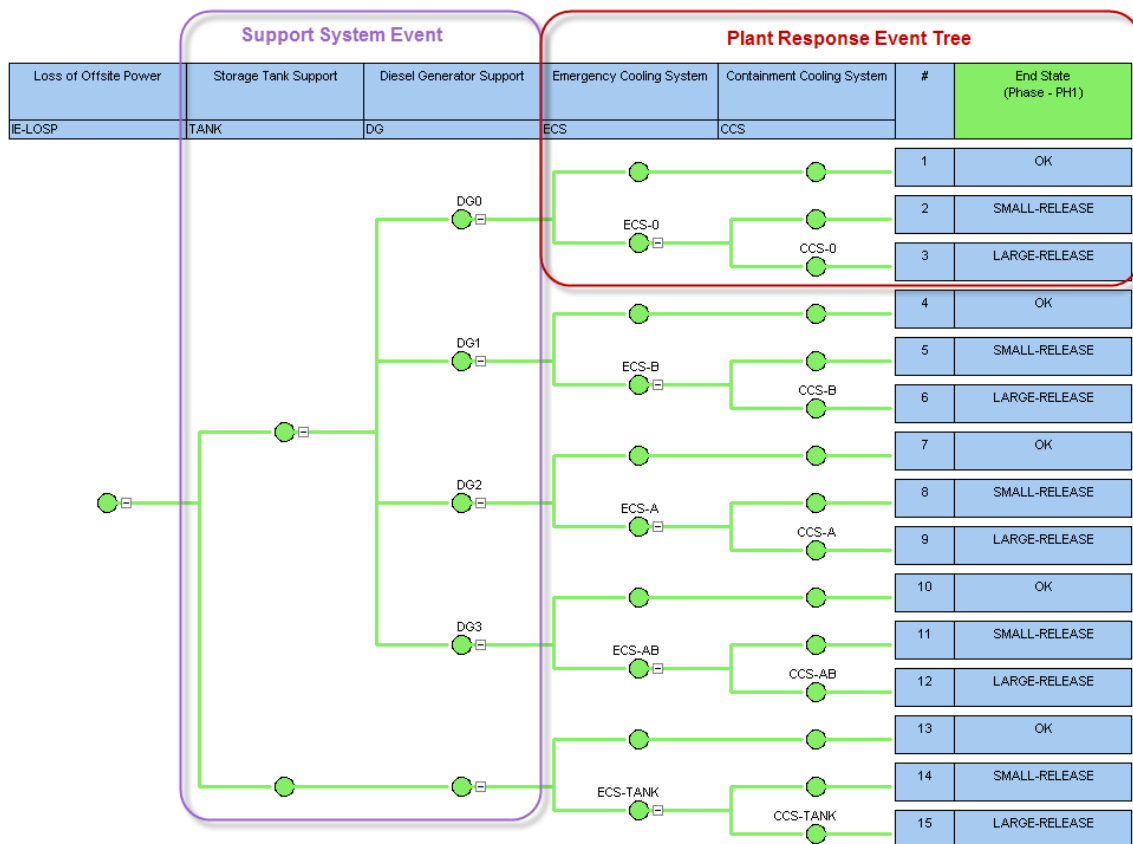 Support System Event
Plant Response Event Tree
Loss of Offsite Power
Storage Tank Support
Diesel Generator Support
Emergency Cooling System
Containment Cooling System
#
End State
(Phase - PH1)
IE-LOSP
TANK
DG
ECS
CCS
1
OK
DG0
2
SMALL-RELEASE
ECS-0
CCS-0
3
LARGE-RELEASE
4
OK
DG1
5
SMALL-RELEASE
ECS-B
CCS-B
6
LARGE-RELEASE
7
OK
DG2
8
SMALL-RELEASE
ECS-A
CCS-A
9
LARGE-RELEASE
10
OK
DG3
11
SMALL-RELEASE
ECS-AB
CCS-AB
12
LARGE-RELEASE
13
OK
14
SMALL-RELEASE
ECS-TANK
CCS-TANK
15
LARGE-RELEASE